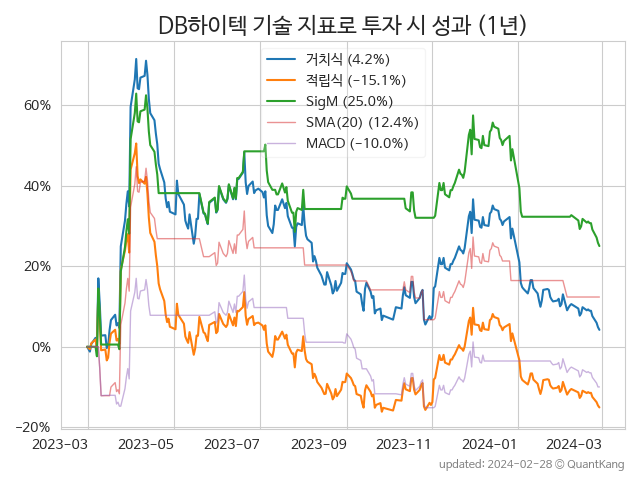 DB하이텍 기술 지표로 투자 시 성과 (1년)
거치식 (4.2%)
적립식 (−15.1%)
SigM (25.0%)
SMA(20) (12.4%)
MACD (−10.0%)
60%
40%
20%
0%
−20%
2023−03 2023−05 2023−07 2023−09 2023−11 2024−01 2024−03
updated: 2024-02-28 © QuantKang